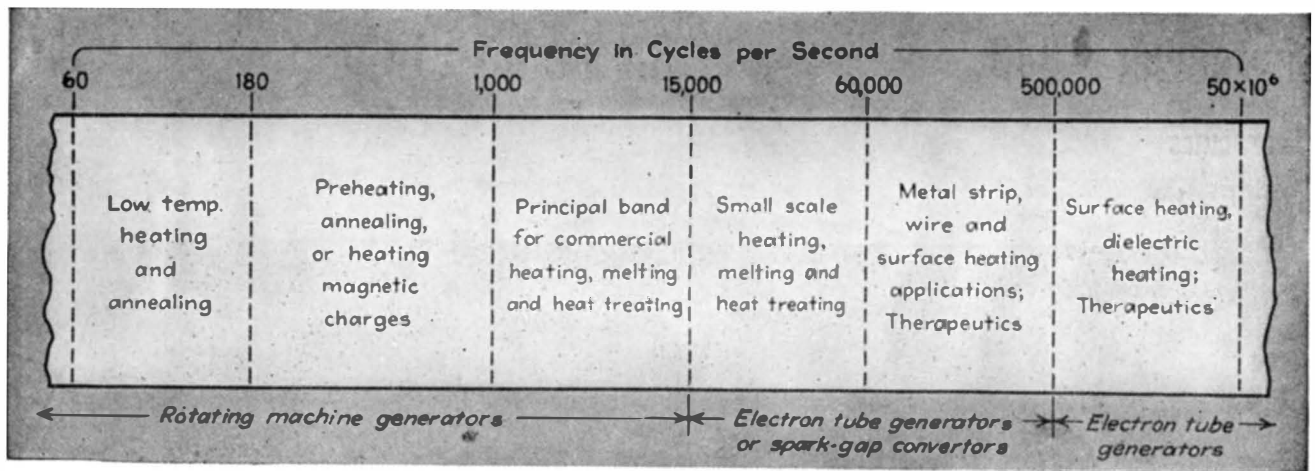 Frequency in Cycles per Second
60 180 1,000 15,000 60,000 500,000 50×10⁶
Low temp.
heating
and
annealing
Preheating,
annealing,
or heating
magnetic
charges
Principal band
for commercial
heating, melting
and heat treating
Small scale
heating,
melting and
heat treating
Metal strip,
wire and
surface heating
applications;
Therapeutics
Surface heating,
dielectric
heating;
Therapeutics
Rotating machine generators
Electron tube generators
or spark-gap convertors
Electron tube
generators